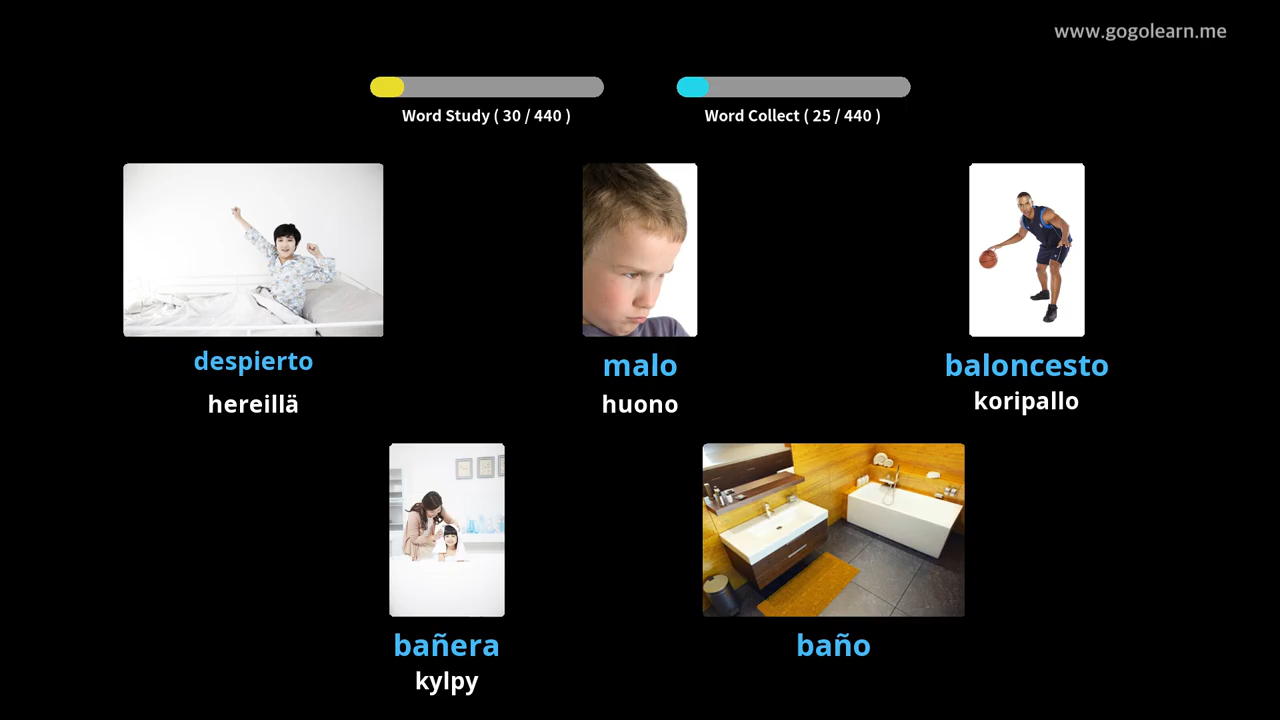 www.gogolearn.me
Word Study ( 30 / 440 )
Word Collect ( 25 / 440 )
despierto
hereillä
malo
huono
baloncesto
koripallo
bañera
kylpy
baño